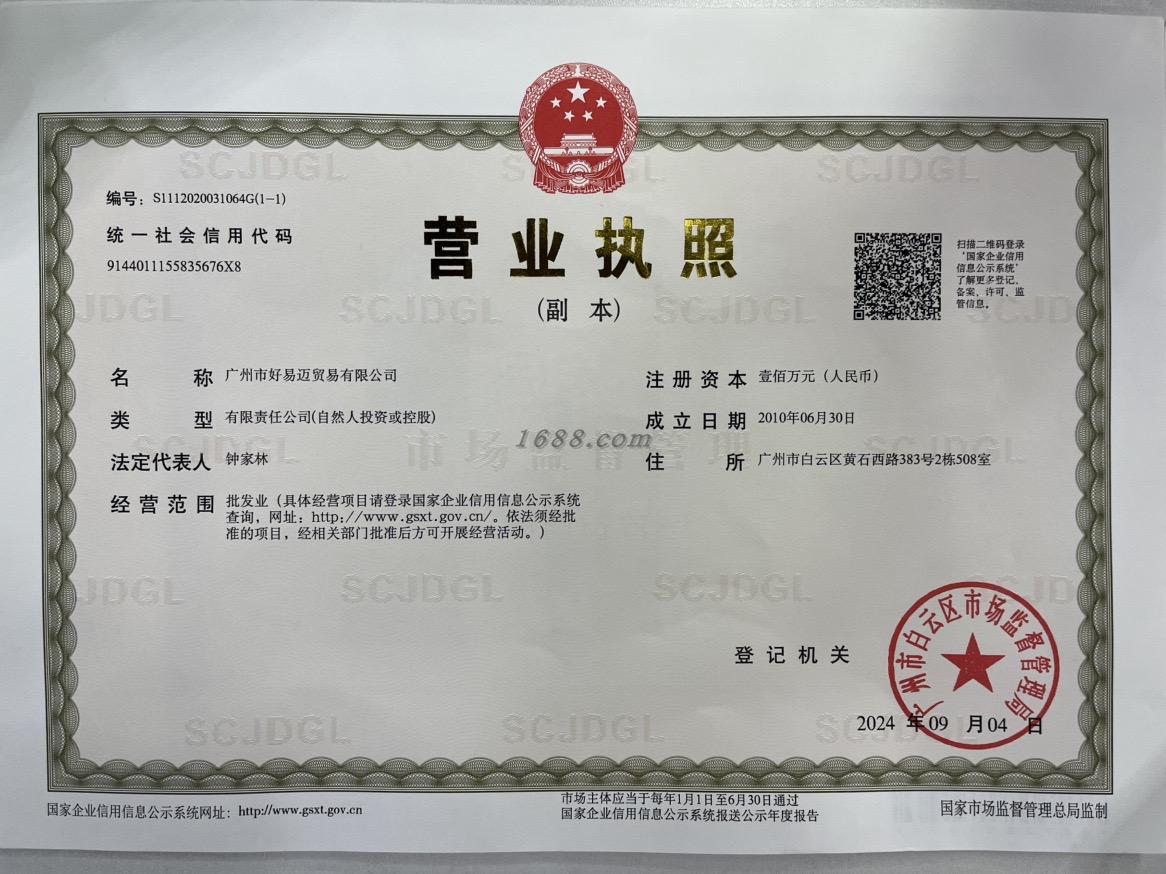 编号：S1112020031064G(1-1)
统一社会信用代码
9144011155835676X8
营业执照
（副 本）
扫描二维码登录
‘国家企业信用
信息公示系统’
了解更多登记、
备案、许可、监
管信息。
名 称 广州市好易迈贸易有限公司
类 型 有限责任公司(自然人投资或控股)
法定代表人 钟家林
经营范围 批发业（具体经营项目请登录国家企业信用信息公示系统
查询，网址：http://www.gsxt.gov.cn/。依法须经批
准的项目，经相关部门批准后方可开展经营活动。）
注册资本 壹佰万元（人民币）
成立日期 2010年06月30日
住 所 广州市白云区黄石西路383号2栋508室
1688.com
市场监督管理
SCJDGL
SCJDGL
SCJDGL
SCJDGL
SCJDGL
SCJDGL
SCJDGL
SCJDGL
登记机关
广州市白云区市场监督管理局
2024 年 09 月 04 日
国家企业信用信息公示系统网址：http://www.gsxt.gov.cn
市场主体应当于每年1月1日至6月30日通过
国家企业信用信息公示系统报送公示年度报告
国家市场监督管理总局监制